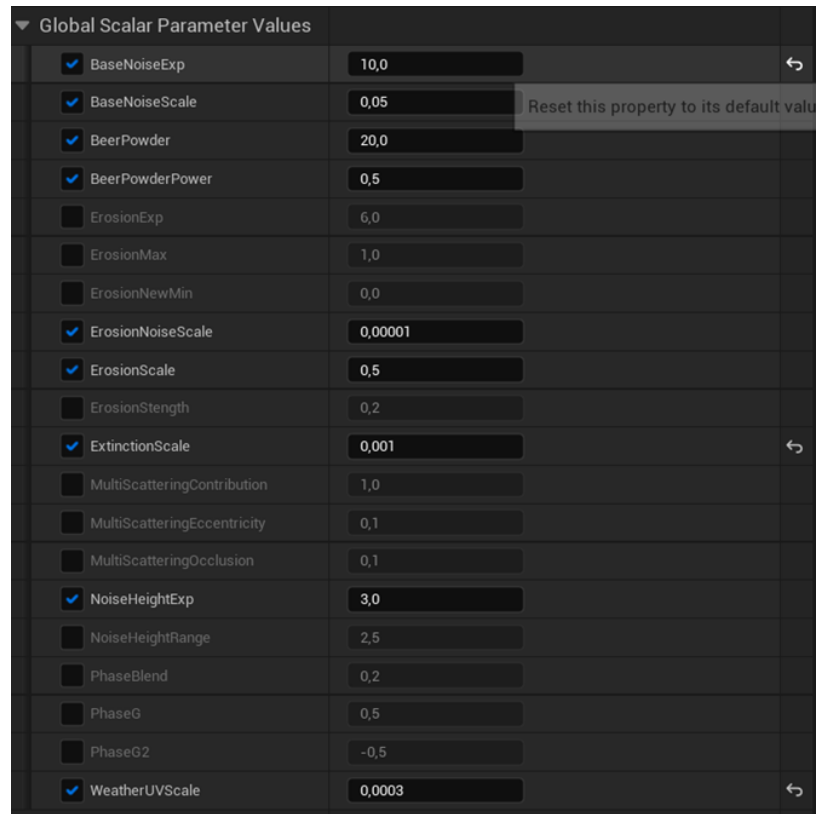 Global Scalar Parameter Values
BaseNoiseExp 10,0
BaseNoiseScale 0,05
Reset this property to its default valu
BeerPowder 20,0
BeerPowderPower 0,5
ErosionExp 6,0
ErosionMax 1,0
ErosionNewMin 0,0
ErosionNoiseScale 0,00001
ErosionScale 0,5
ErosionStength 0,2
ExtinctionScale 0,001
MultiScatteringContribution 1,0
MultiScatteringEccentricity 0,1
MultiScatteringOcclusion 0,1
NoiseHeightExp 3,0
NoiseHeightRange 2,5
PhaseBlend 0,2
PhaseG 0,5
PhaseG2 -0,5
WeatherUVScale 0,0003